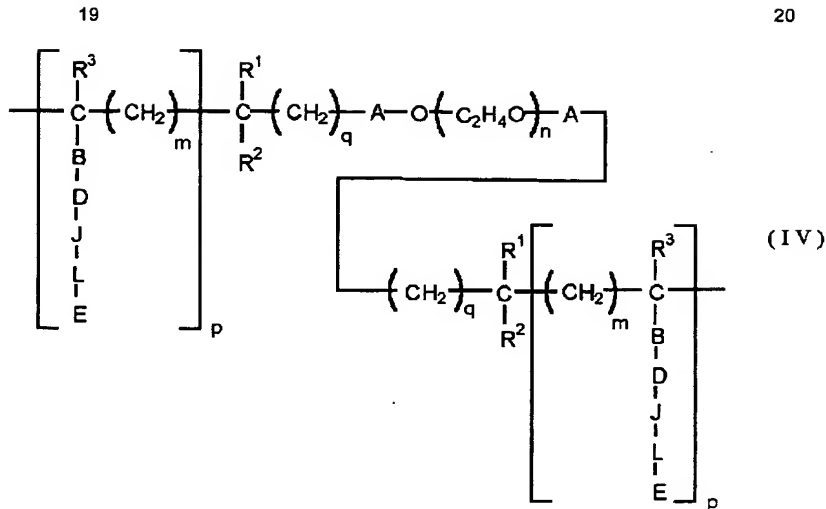 19 20
R³ R¹
C (CH₂)m C (CH₂)q A O (C₂H₄O)n A
B R²
D
J
L
E
p
R¹ R³ (IV)
(CH₂)q C (CH₂)m C
R² B
D
J
L
E
p